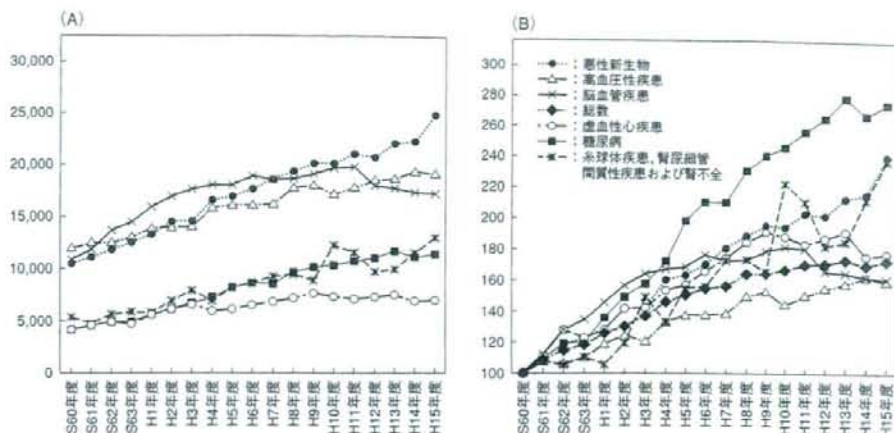 (A)
30,000
25,000
20,000
15,000
10,000
5,000
0
S60年度
S61年度
S62年度
S63年度
H1年度
H2年度
H3年度
H4年度
H5年度
H6年度
H7年度
H8年度
H9年度
H10年度
H11年度
H12年度
H13年度
H14年度
H15年度
(B)
300
280
260
240
220
200
180
160
140
120
100
:悪性新生物
:高血圧性疾患
:脳血管疾患
:総数
:虚血性心疾患
:糖尿病
:糸球体疾患,腎尿細管
間質性疾患および腎不全
S60年度
S61年度
S62年度
S63年度
H1年度
H2年度
H3年度
H4年度
H5年度
H6年度
H7年度
H8年度
H9年度
H10年度
H11年度
H12年度
H13年度
H14年度
H15年度